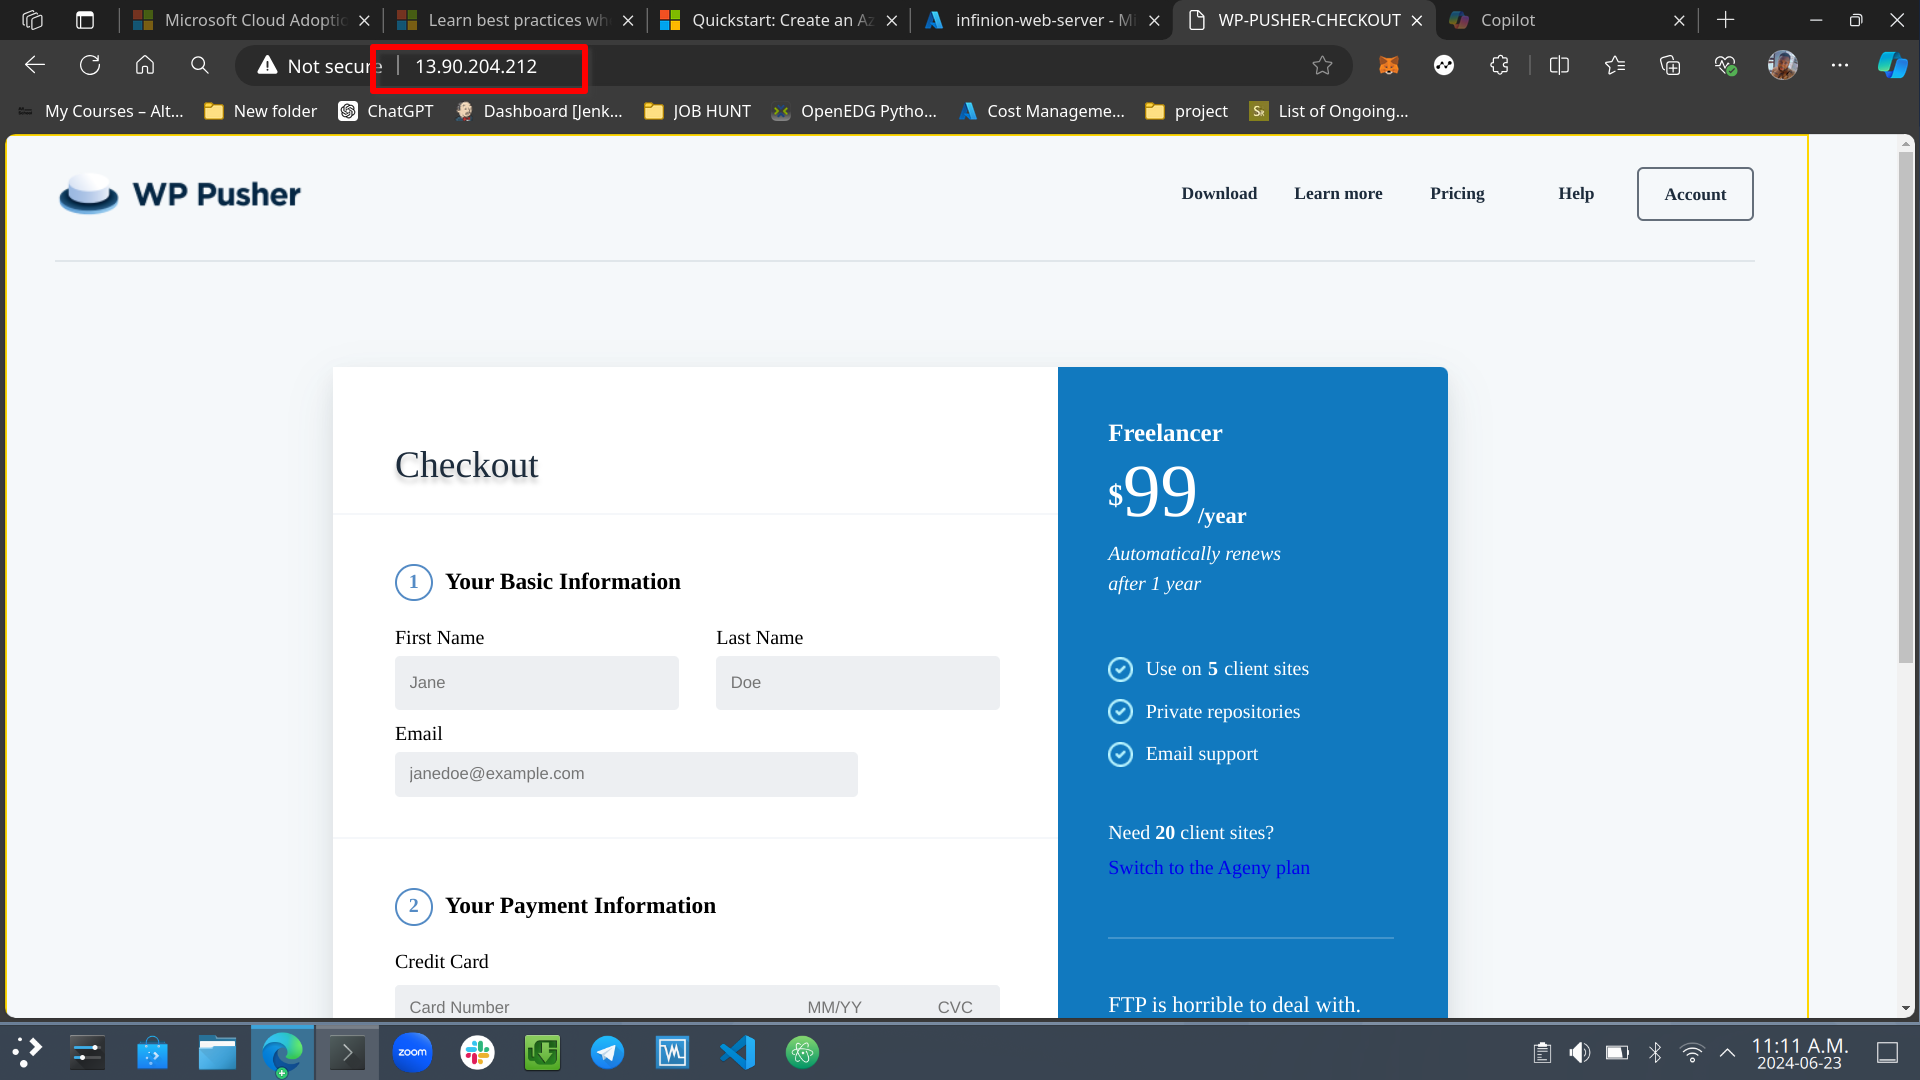 Microsoft Cloud Adoptic
Learn best practices wh
Quickstart: Create an Az
infinion-web-server - Mi
WP-PUSHER-CHECKOUT
Copilot
Not secure
13.90.204.212
My Courses – Alt...
New folder
ChatGPT
Dashboard [Jenk...
JOB HUNT
OpenEDG Pytho...
Cost Manageme...
project
SR
List of Ongoing...
WP Pusher
Download
Learn more
Pricing
Help
Account
Checkout
1 Your Basic Information
First Name
Last Name
Jane
Doe
Email
janedoe@example.com
2 Your Payment Information
Credit Card
Card Number
MM/YY
CVC
Freelancer
$99/year
Automatically renews
after 1 year
Use on 5 client sites
Private repositories
Email support
Need 20 client sites?
Switch to the Ageny plan
FTP is horrible to deal with.
zoom
11:11 A.M.
2024-06-23